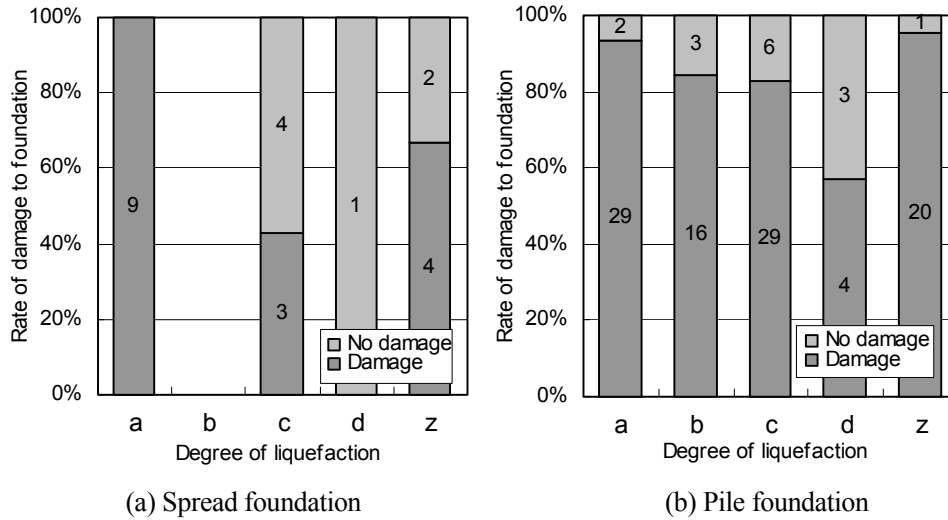 100%
80%
60%
40%
20%
0%
Rate of damage to foundation
9
4
3
1
2
4
No damage
Damage
a b c d z
Degree of liquefaction
(a) Spread foundation
100%
80%
60%
40%
20%
0%
Rate of damage to foundation
2
29
3
16
6
29
3
4
1
20
No damage
Damage
a b c d z
Degree of liquefaction
(b) Pile foundation